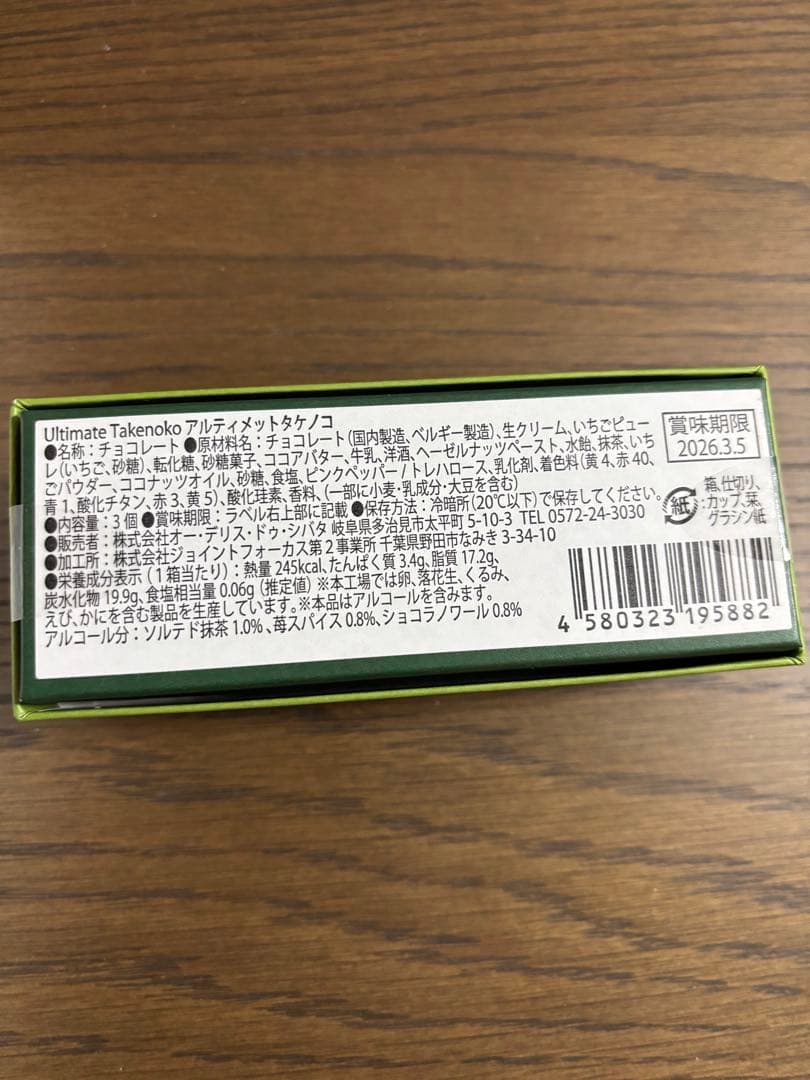 Ultimate Takenoko アルティメットタケノコ
●名称：チョコレート ●原材料名：チョコレート（国内製造、ベルギー製造）、生クリーム、いちごピュー
レ（いちご、砂糖）、転化糖、砂糖菓子、ココアバター、牛乳、洋酒、ヘーゼルナッツペースト、水飴、抹茶、いち
ごパウダー、ココナッツオイル、砂糖、食塩、ピンクペッパー / トレハロース、乳化剤、着色料（黄 4、赤 40、
青 1、酸化チタン、赤 3、黄 5）、酸化珪素、香料、（一部に小麦・乳成分・大豆を含む）
●内容量：3 個 ●賞味期限：ラベル右上部に記載 ●保存方法：冷暗所（20℃以下）で保存してください。
●販売者：株式会社オー・デリス・ドゥ・シバタ 岐阜県多治見市太平町 5-10-3 TEL 0572-24-3030
●加工所：株式会社ジョイントフォーカス第 2 事業所 千葉県野田市なみき 3-34-10
●栄養成分表示（1 箱当たり）：熱量 245kcal、たんぱく質 3.4g、脂質 17.2g、
炭水化物 19.9g、食塩相当量 0.06g（推定値）※本工場では卵、落花生、くるみ、
えび、かにを含む製品を生産しています。※本品はアルコールを含みます。
アルコール分：ソルテド抹茶 1.0%、苺スパイス 0.8%、ショコラノワール 0.8%
賞味期限
2026.3.5
紙
箱、仕切り、
：カップ、栞、
グラシン紙
4 580323 195882